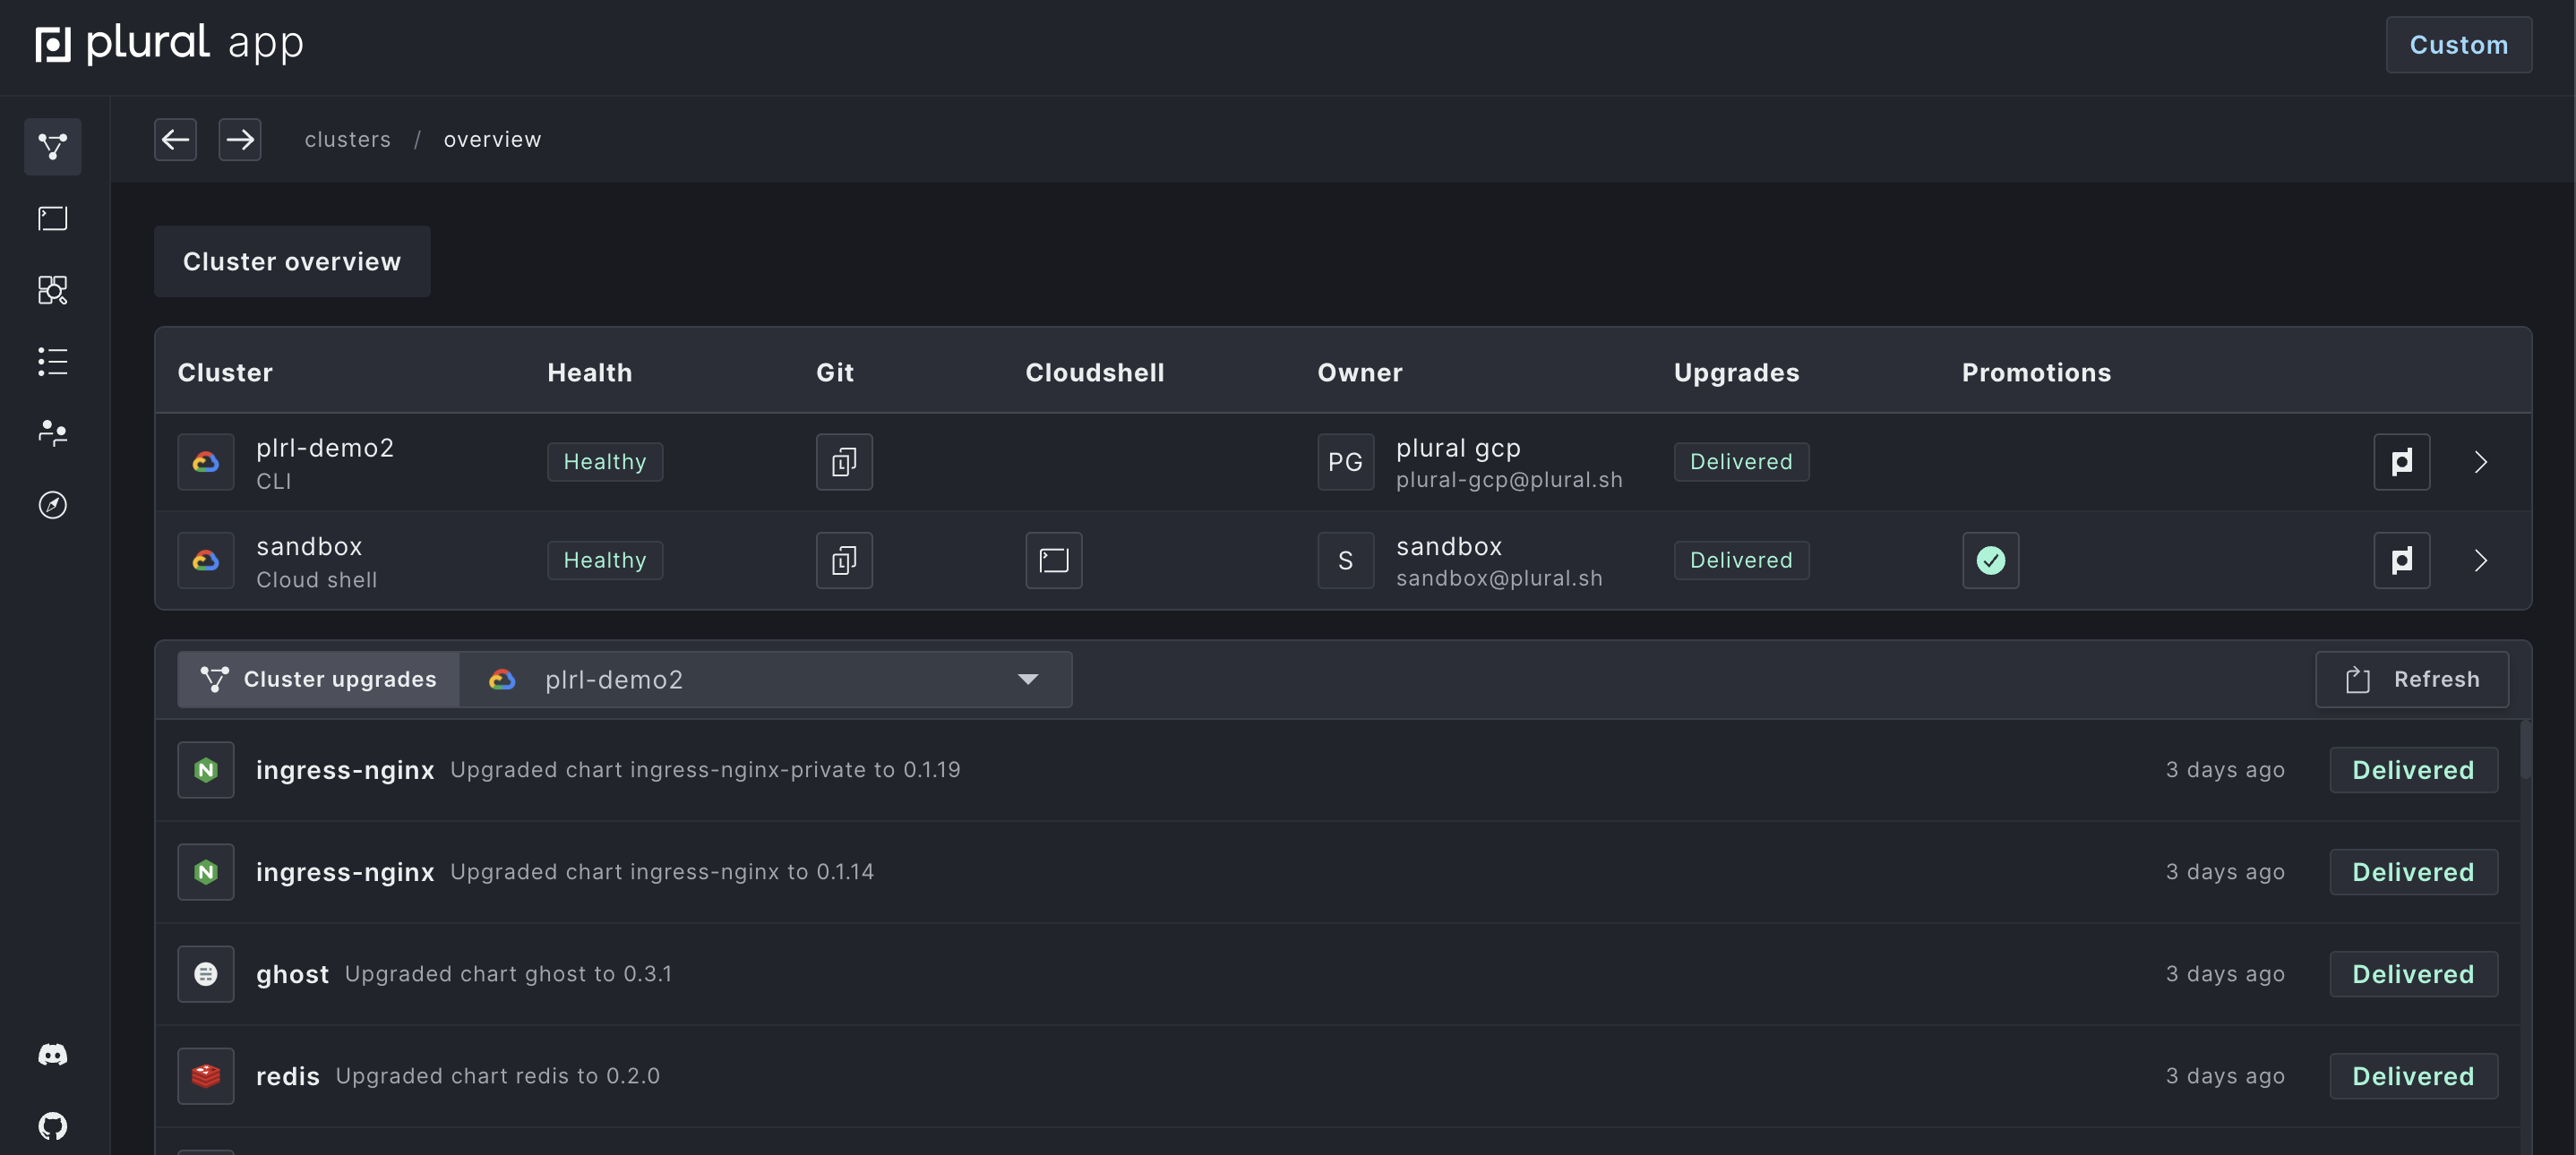 plural app
Custom
clusters / overview
Cluster overview
Cluster Health Git Cloudshell Owner Upgrades Promotions
plrl-demo2
CLI
Healthy
PG
plural gcp
plural-gcp@plural.sh
Delivered
sandbox
Cloud shell
Healthy
S
sandbox
sandbox@plural.sh
Delivered
Cluster upgrades
plrl-demo2
Refresh
ingress-nginx Upgraded chart ingress-nginx-private to 0.1.19 3 days ago Delivered
ingress-nginx Upgraded chart ingress-nginx to 0.1.14 3 days ago Delivered
ghost Upgraded chart ghost to 0.3.1 3 days ago Delivered
redis Upgraded chart redis to 0.2.0 3 days ago Delivered